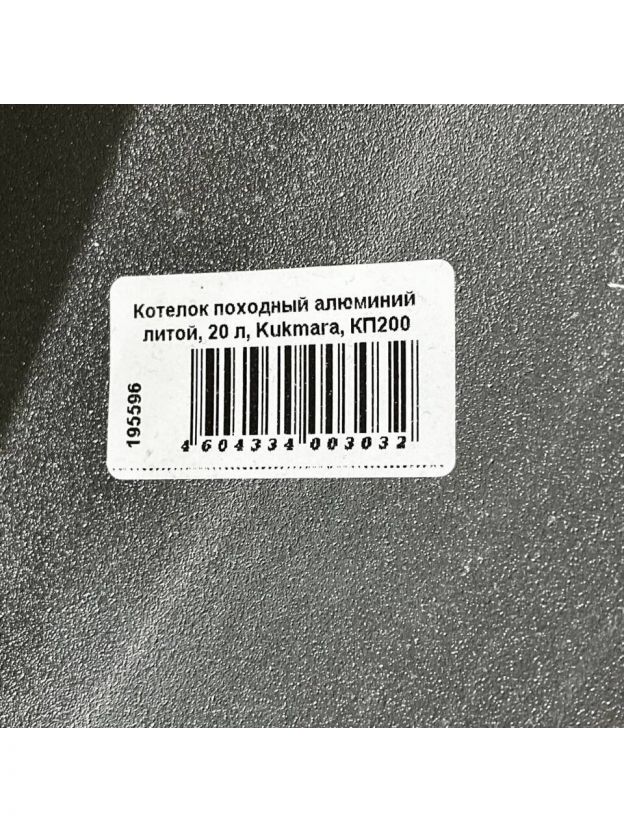 Котелок походный алюминий
литой, 20 л, Kukmara, КП200
195596
4 604334 003032